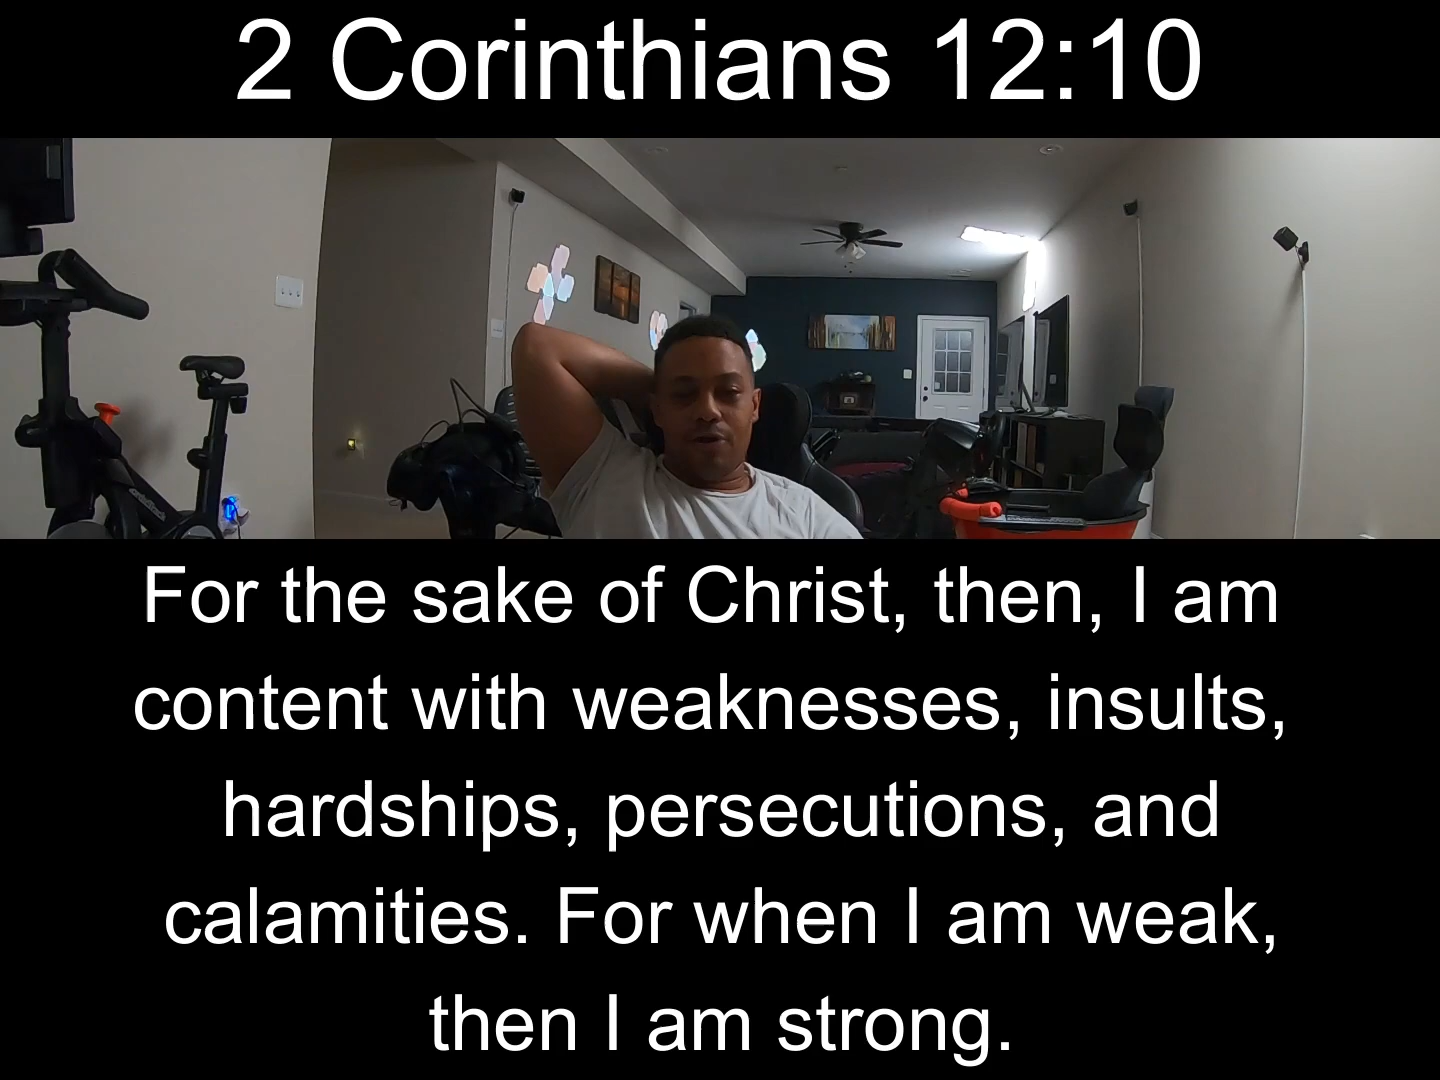 2 Corinthians 12:10
For the sake of Christ, then, I am
content with weaknesses, insults,
hardships, persecutions, and
calamities. For when I am weak,
then I am strong.